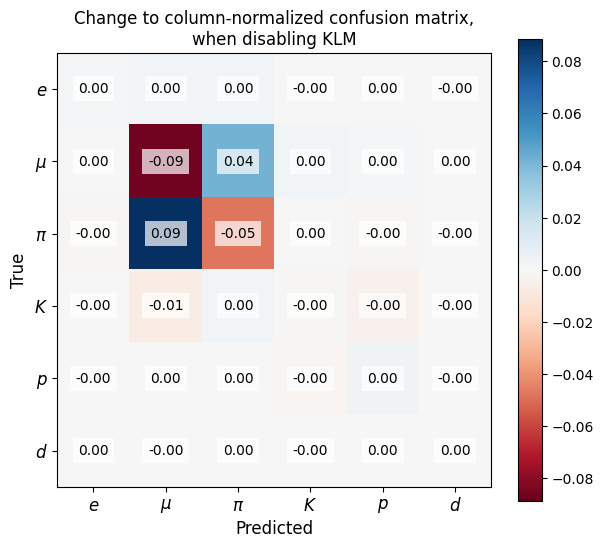 Change to column-normalized confusion matrix,
when disabling KLM
e 0.00 0.00 0.00 -0.00 0.00 -0.00
μ 0.00 -0.09 0.04 0.00 0.00 0.00
π -0.00 0.09 -0.05 0.00 -0.00 -0.00
K -0.00 -0.01 0.00 -0.00 -0.00 -0.00
p -0.00 0.00 0.00 -0.00 0.00 -0.00
d 0.00 -0.00 0.00 -0.00 0.00 0.00
e μ π K p d
Predicted
True
0.08
0.06
0.04
0.02
0.00
−0.02
−0.04
−0.06
−0.08